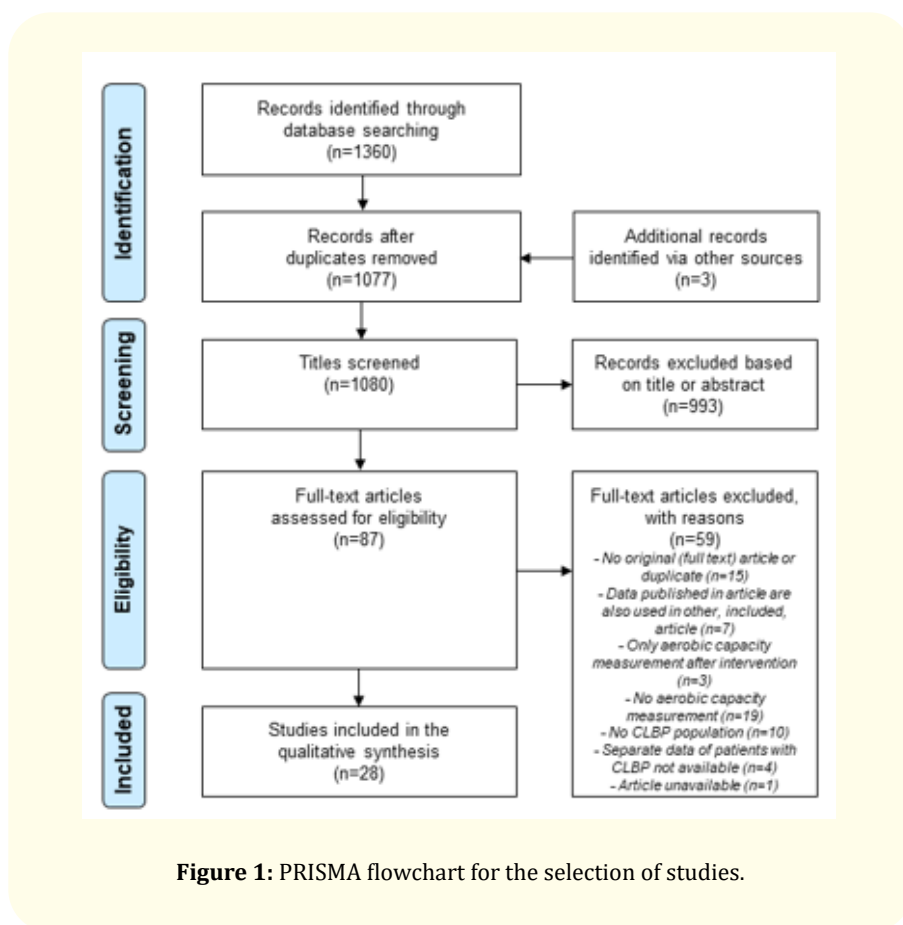 Identification
Records identified through
database searching
(n=1360)
Records after
duplicates removed
(n=1077)
Additional records
identified via other sources
(n=3)
Screening
Titles screened
(n=1080)
Records excluded based
on title or abstract
(n=993)
Eligibility
Full-text articles
assessed for eligibility
(n=87)
Full-text articles excluded,
with reasons
(n=59)
- No original (full text) article or
duplicate (n=15)
- Data published in article are
also used in other, included,
article (n=7)
- Only aerobic capacity
measurement after intervention
(n=3)
- No aerobic capacity
measurement (n=19)
- No CLBP population (n=10)
- Separate data of patients with
CLBP not available (n=4)
- Article unavailable (n=1)
Included
Studies included in the
qualitative synthesis
(n=28)
Figure 1: PRISMA flowchart for the selection of studies.